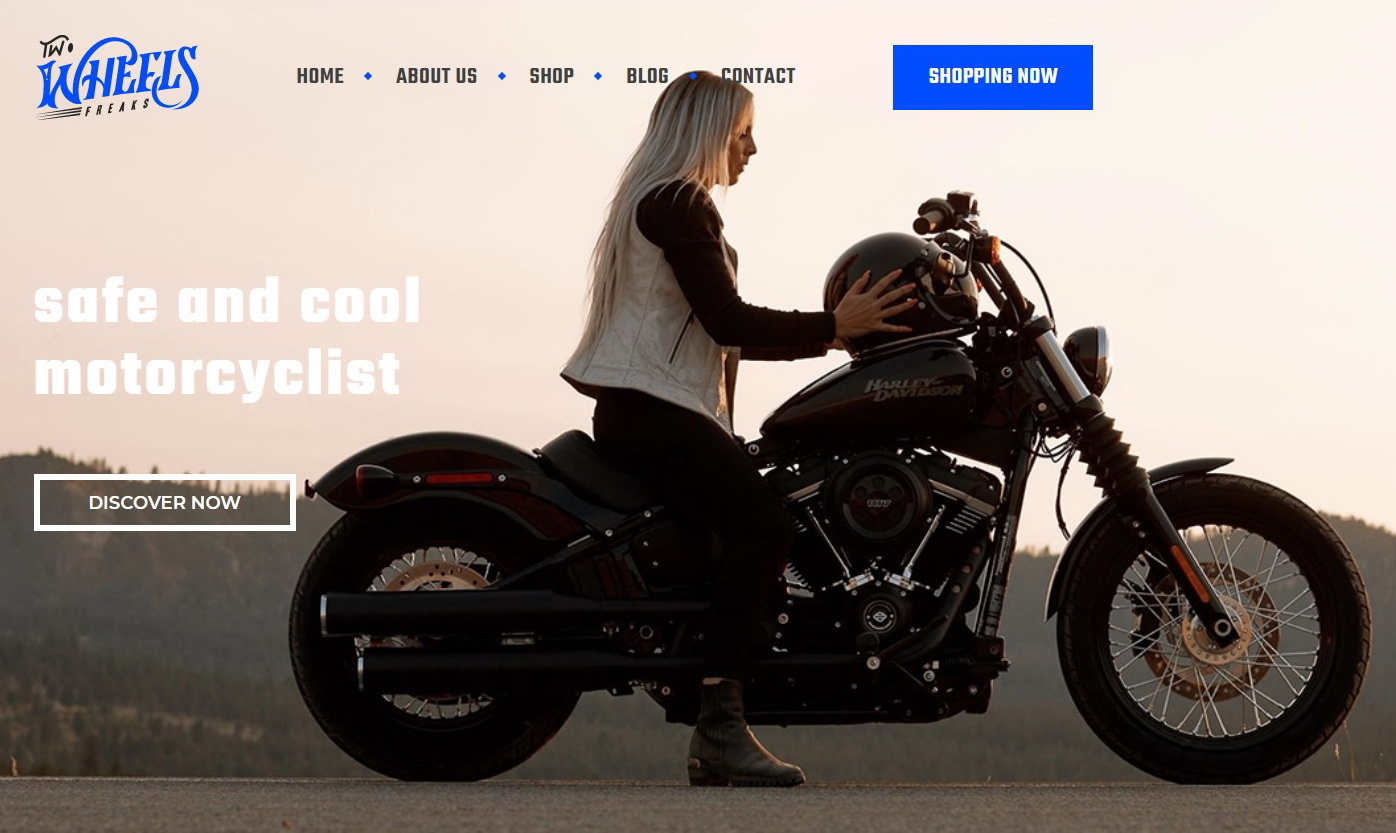 TWO
WHEELS
FREAKS
HOME ABOUT US SHOP BLOG CONTACT
SHOPPING NOW
safe and cool
motorcyclist
DISCOVER NOW
HARLEY-
DAVIDSON
107